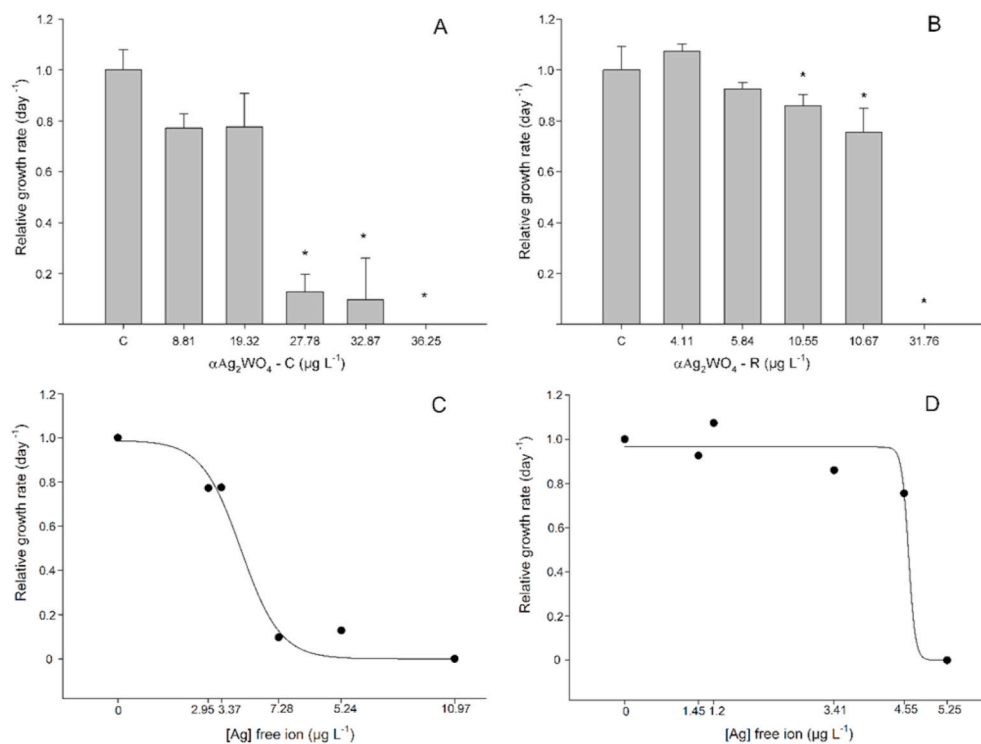 A
Relative growth rate (day ⁻¹)
1.2
1.0
0.8
0.6
0.4
0.2
*
*
*
C 8.81 19.32 27.78 32.87 36.25
αAg₂WO₄ - C (µg L⁻¹)
B
Relative growth rate (day ⁻¹)
1.2
1.0
0.8
0.6
0.4
0.2
*
*
*
C 4.11 5.84 10.55 10.67 31.76
αAg₂WO₄ - R (µg L⁻¹)
C
Relative growth rate (day ⁻¹)
1.2
1.0
0.8
0.6
0.4
0.2
0
0 2.95 3.37 7.28 5.24 10.97
[Ag] free ion (µg L⁻¹)
D
Relative growth rate (day ⁻¹)
1.2
1.0
0.8
0.6
0.4
0.2
0
0 1.45 1.2 3.41 4.55 5.25
[Ag] free ion (µg L⁻¹)